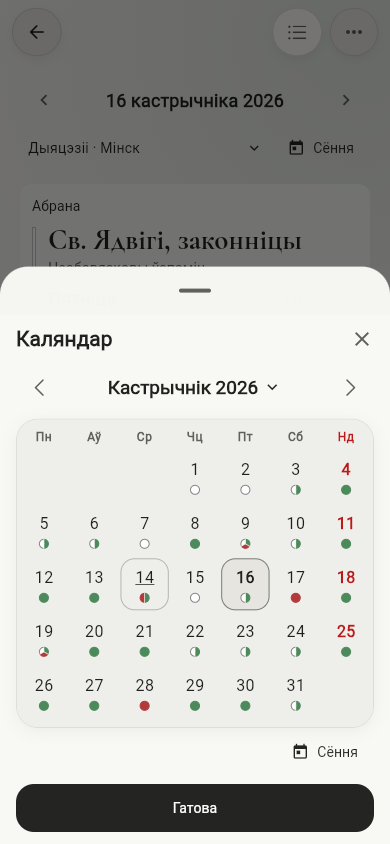 16 кастрычніка 2026
Дыяцэзіі · Мінск
Сёння
Абрана
Св. Ядвігі, законніцы
Каляндар
Кастрычнік 2026
Пн Аў Ср Чц Пт Сб Нд
1 2 3 4
5 6 7 8 9 10 11
12 13 14 15 16 17 18
19 20 21 22 23 24 25
26 27 28 29 30 31
Сёння
Гатова